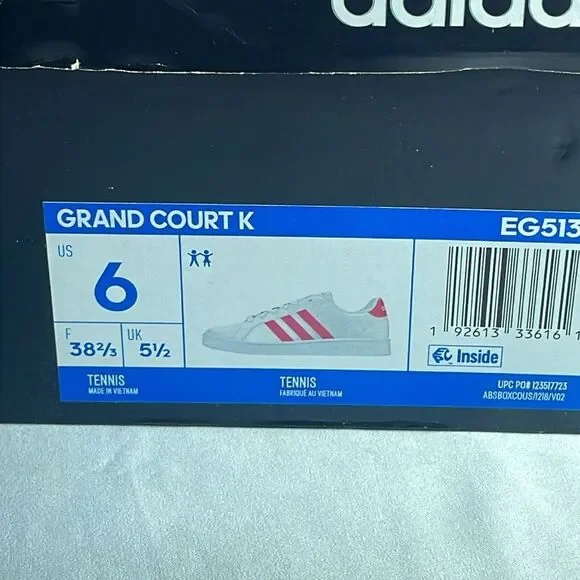 adidas
GRAND COURT K EG513
US
6
F 38⅔ UK 5½
1 92613 33616 1
Inside
TENNIS
MADE IN VIETNAM
TENNIS
FABRIQUÉ AU VIETNAM
UPC PO# 123517723
ABSBOXCOUS/1218/V02